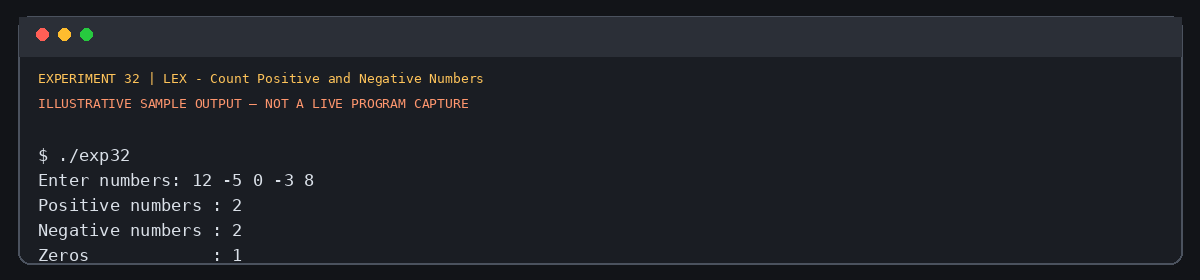 EXPERIMENT 32 | LEX - Count Positive and Negative Numbers
ILLUSTRATIVE SAMPLE OUTPUT — NOT A LIVE PROGRAM CAPTURE
$ ./exp32
Enter numbers: 12 -5 0 -3 8
Positive numbers : 2
Negative numbers : 2
Zeros            : 1